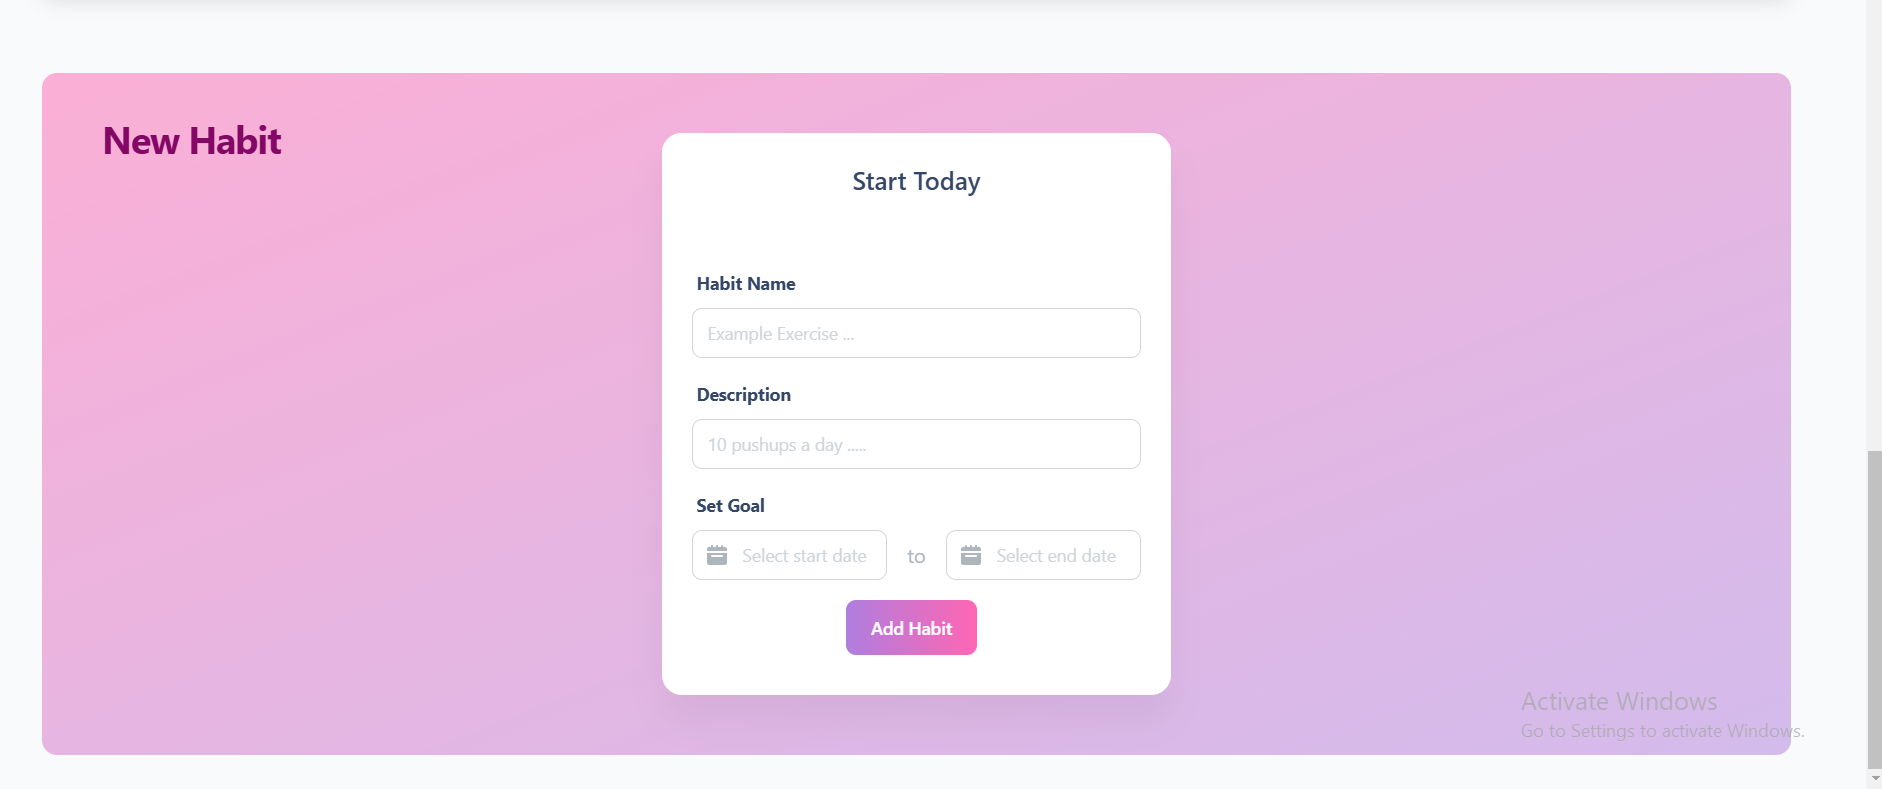 New Habit
Start Today
Habit Name
Example Exercise ...
Description
10 pushups a day .....
Set Goal
Select start date to Select end date
Add Habit
Activate Windows
Go to Settings to activate Windows.